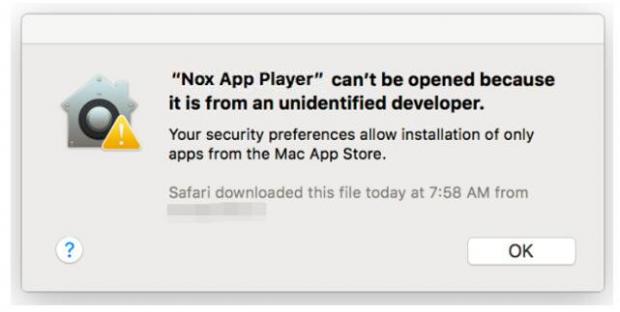 “Nox App Player” can’t be opened because
it is from an unidentified developer.
Your security preferences allow installation of only
apps from the Mac App Store.
Safari downloaded this file today at 7:58 AM from
?
OK